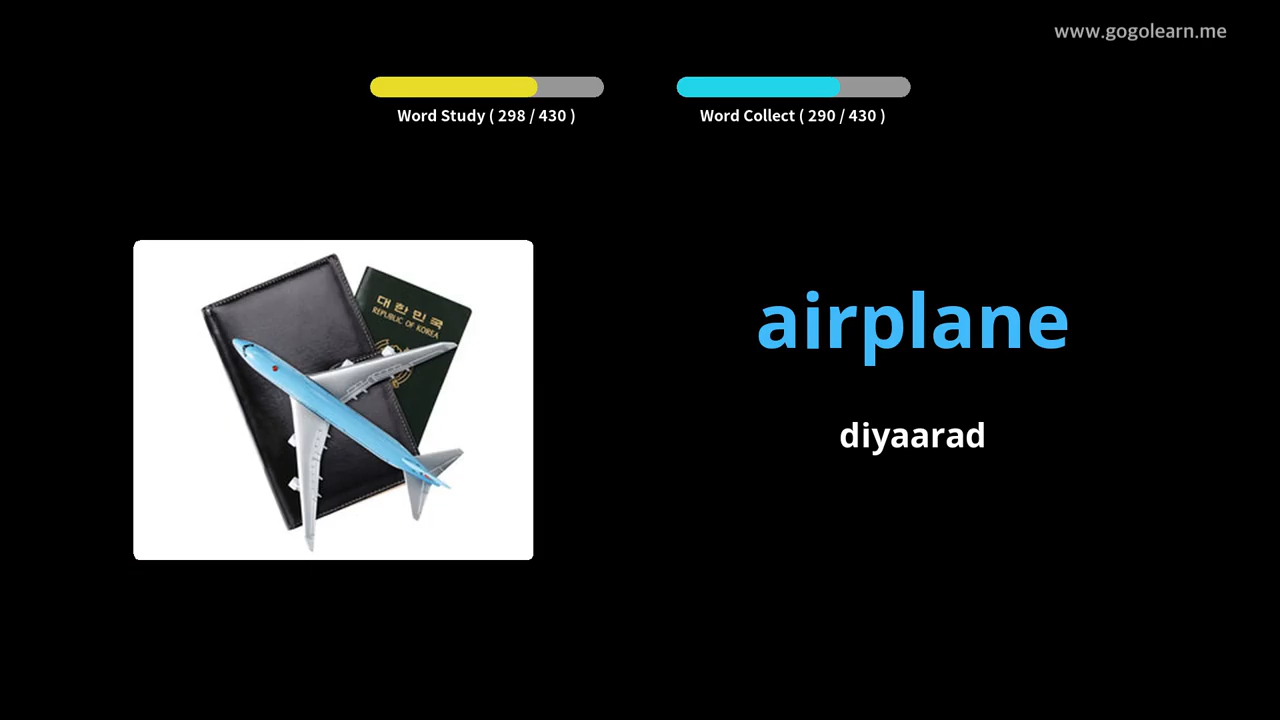 www.gogolearn.me
Word Study ( 298 / 430 )
Word Collect ( 290 / 430 )
대한민국
REPUBLIC OF KOREA
airplane
diyaarad